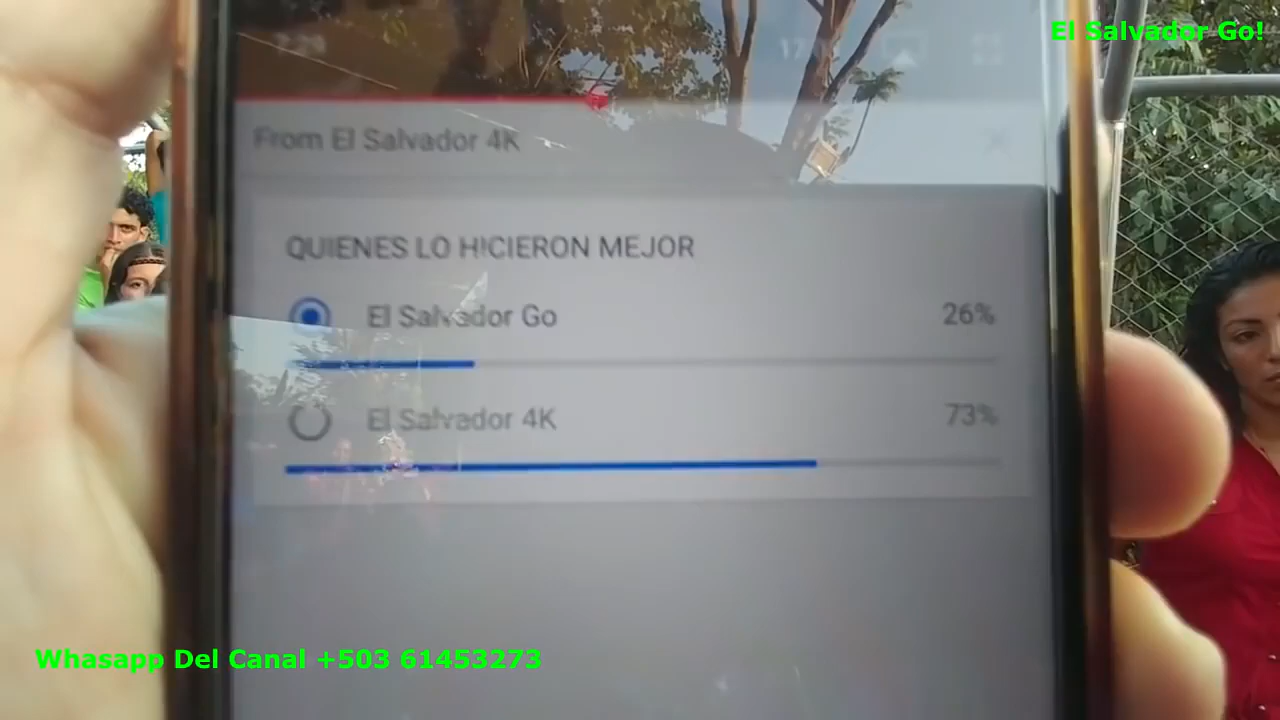 El Salvador Go!
From El Salvador 4K
QUIENES LO HICIERON MEJOR
El Salvador Go 26%
El Salvador 4K 73%
Whasapp Del Canal +503 61453273